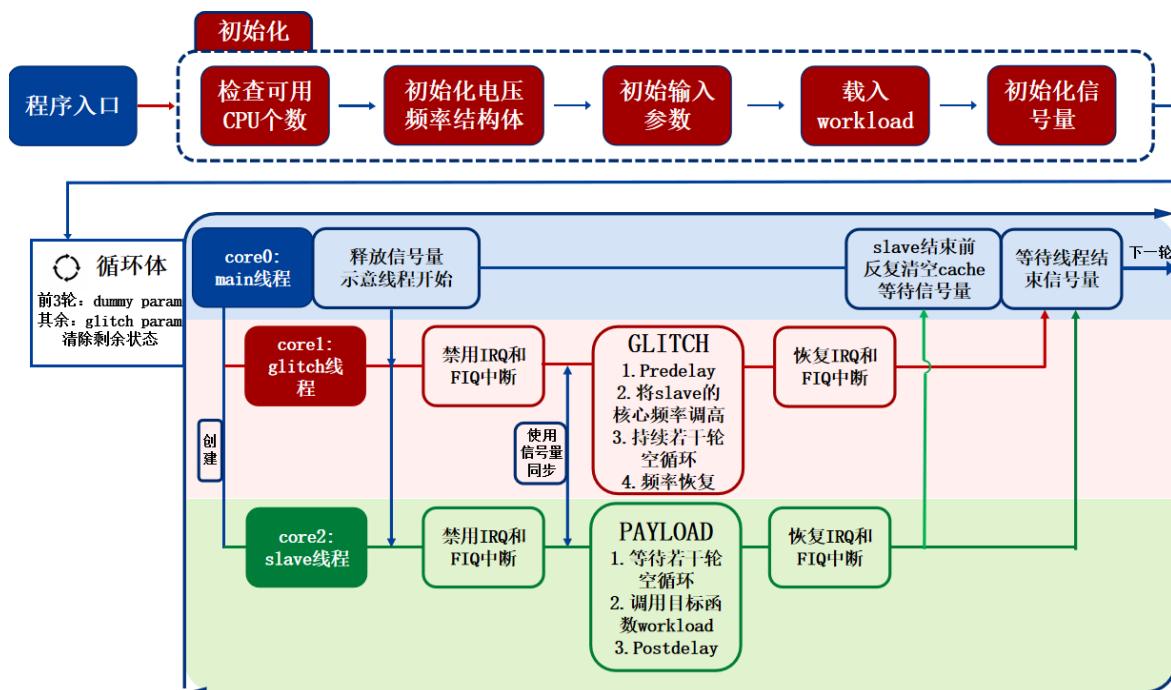 初始化
程序入口
检查可用
CPU个数
初始化电压
频率结构体
初始输入
参数
载入
workload
初始化信
号量
循环体
前3轮: dummy param
其余: glitch param
清除剩余状态
core0:
main线程
释放信号量
示意线程开始
slave结束前
反复清空cache
等待信号量
等待线程结
束信号量
下一轮
core1:
glitch线
程
禁用IRQ和
FIQ中断
GLITCH
1. Predelay
2. 将slave的
核心频率调高
3. 持续若干轮
空循环
4. 频率恢复
恢复IRQ和
FIQ中断
创建
使用
信号量
同步
core2:
slave线程
禁用IRQ和
FIQ中断
PAYLOAD
1. 等待若干轮
空循环
2. 调用目标函
数workload
3. Postdelay
恢复IRQ和
FIQ中断